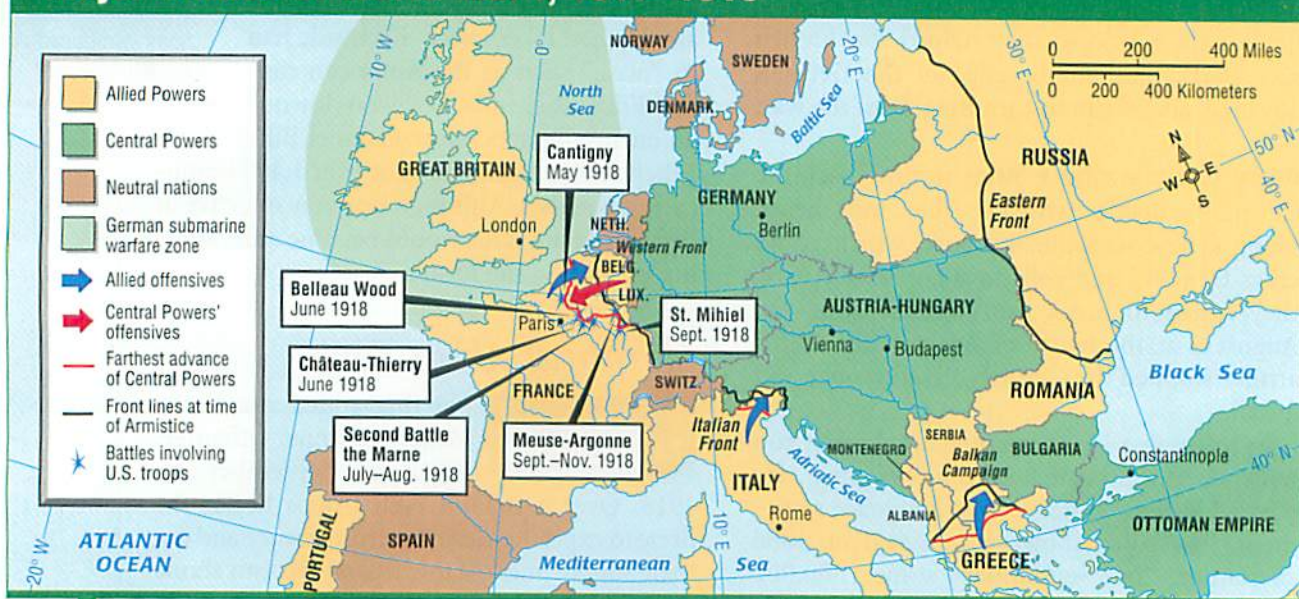 Allied Powers
Central Powers
Neutral nations
German submarine
warfare zone
Allied offensives
Central Powers'
offensives
Farthest advance
of Central Powers
Front lines at time
of Armistice
Battles involving
U.S. troops
10° W
0°
20° E
30° E
0 200 400 Miles
0 200 400 Kilometers
N
W E
S
50° N
40° E
NORWAY
SWEDEN
North
Sea
DENMARK
Baltic Sea
RUSSIA
GREAT BRITAIN
Cantigny
May 1918
GERMANY
Berlin
Eastern
Front
London
NETH.
Western Front
BELG.
LUX.
Belleau Wood
June 1918
Paris
St. Mihiel
Sept. 1918
AUSTRIA-HUNGARY
Vienna
Budapest
Château-Thierry
June 1918
FRANCE
SWITZ.
ROMANIA
Black Sea
Second Battle
the Marne
July–Aug. 1918
Meuse-Argonne
Sept.–Nov. 1918
Italian
Front
MONTENEGRO
SERBIA
Balkan
Campaign
BULGARIA
Constantinople
40° N
Adriatic Sea
ITALY
Rome
ALBANIA
OTTOMAN EMPIRE
ATLANTIC
OCEAN
PORTUGAL
SPAIN
10° E
Mediterranean Sea
GREECE
20° W